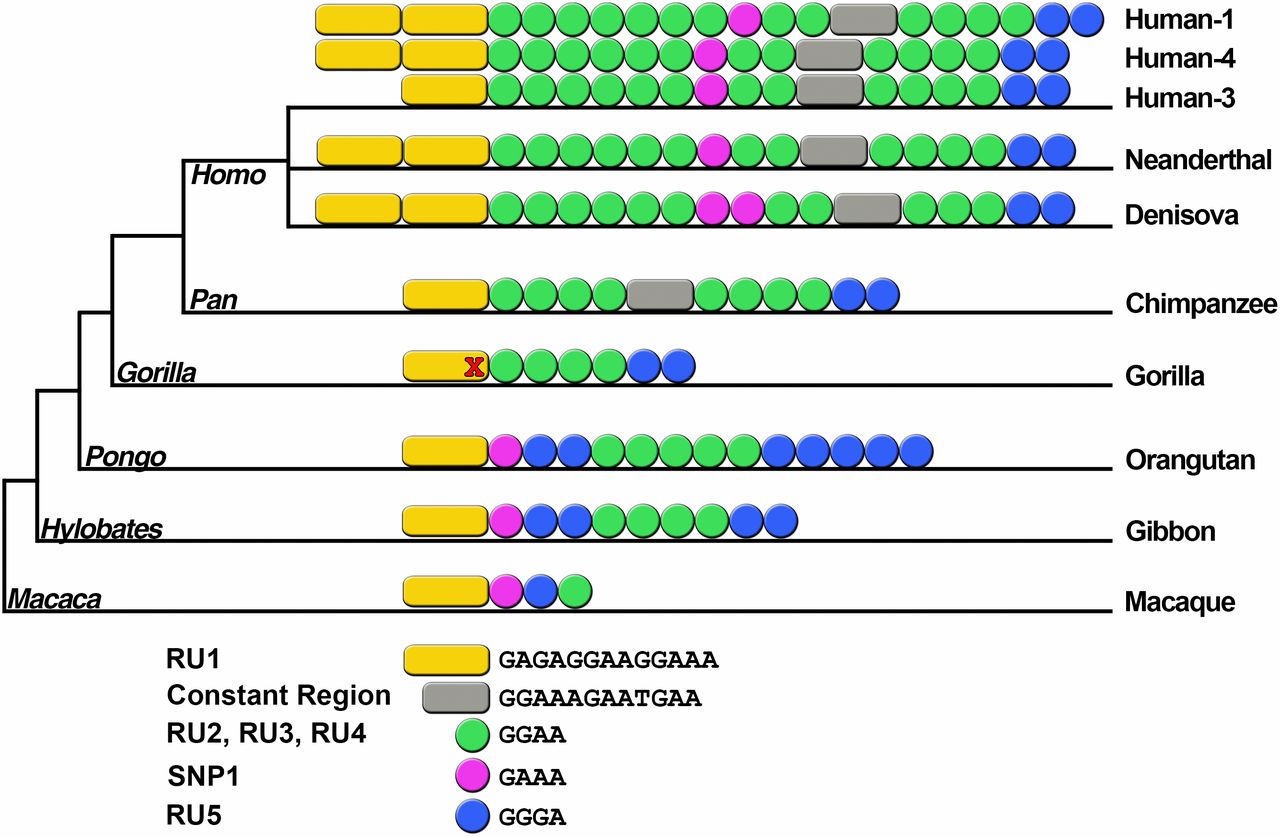 Human-1
Human-4
Human-3
Neanderthal
Homo
Denisova
Pan
Chimpanzee
X
Gorilla
Gorilla
Pongo
Orangutan
Hylobates
Gibbon
Macaca
Macaque
RU1 GAGAGGAAGGAAA
Constant Region GGAAAGAATGAA
RU2, RU3, RU4 GGAA
SNP1 GAAA
RU5 GGGA